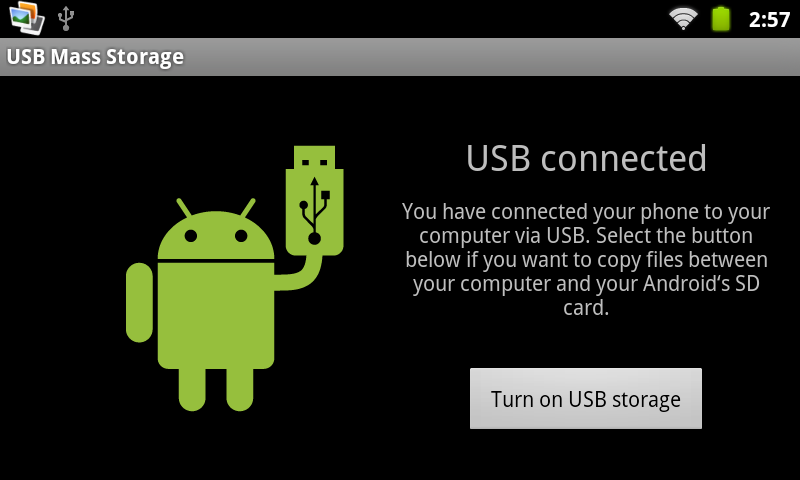 2:57
USB Mass Storage
USB connected
You have connected your phone to your
computer via USB. Select the button
below if you want to copy files between
your computer and your Android‘s SD
card.
Turn on USB storage